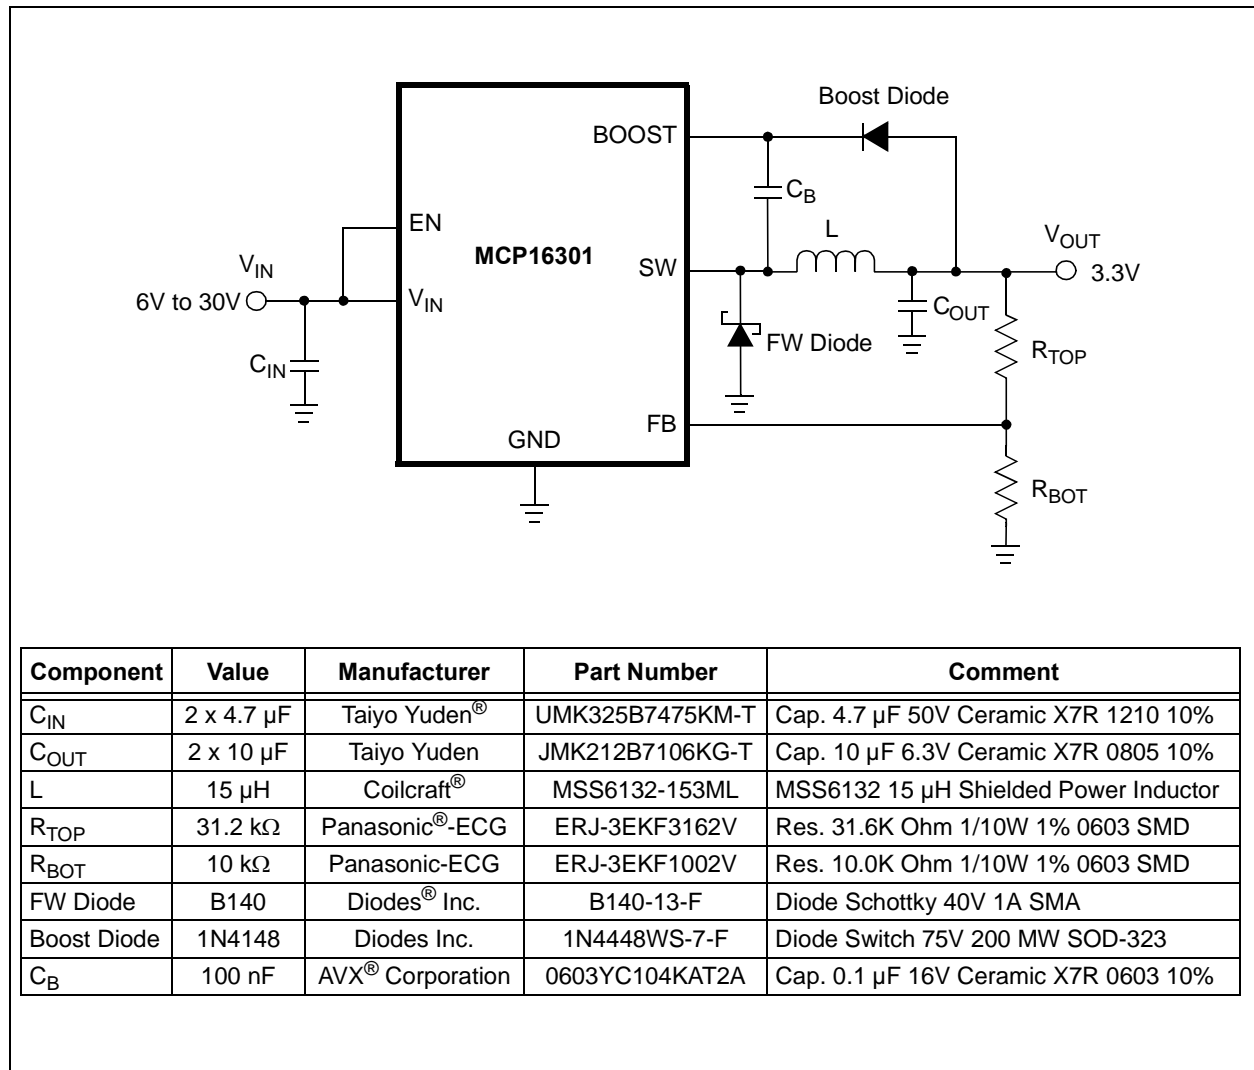 Boost Diode
BOOST
C_B
EN
L
V_OUT
MCP16301
SW
3.3V
V_IN
6V to 30V
V_IN
C_OUT
FW Diode
R_TOP
C_IN
FB
GND
R_BOT
Component Value Manufacturer Part Number Comment
C_IN 2 x 4.7 µF Taiyo Yuden® UMK325B7475KM-T Cap. 4.7 µF 50V Ceramic X7R 1210 10%
C_OUT 2 x 10 µF Taiyo Yuden JMK212B7106KG-T Cap. 10 µF 6.3V Ceramic X7R 0805 10%
L 15 µH Coilcraft® MSS6132-153ML MSS6132 15 µH Shielded Power Inductor
R_TOP 31.2 kΩ Panasonic®-ECG ERJ-3EKF3162V Res. 31.6K Ohm 1/10W 1% 0603 SMD
R_BOT 10 kΩ Panasonic-ECG ERJ-3EKF1002V Res. 10.0K Ohm 1/10W 1% 0603 SMD
FW Diode B140 Diodes® Inc. B140-13-F Diode Schottky 40V 1A SMA
Boost Diode 1N4148 Diodes Inc. 1N4448WS-7-F Diode Switch 75V 200 MW SOD-323
C_B 100 nF AVX® Corporation 0603YC104KAT2A Cap. 0.1 µF 16V Ceramic X7R 0603 10%